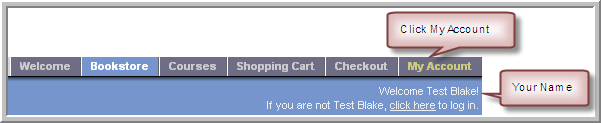 Click My Account
Welcome Bookstore Courses Shopping Cart Checkout My Account
Welcome Test Blake!
Your Name
If you are not Test Blake, click here to log in.